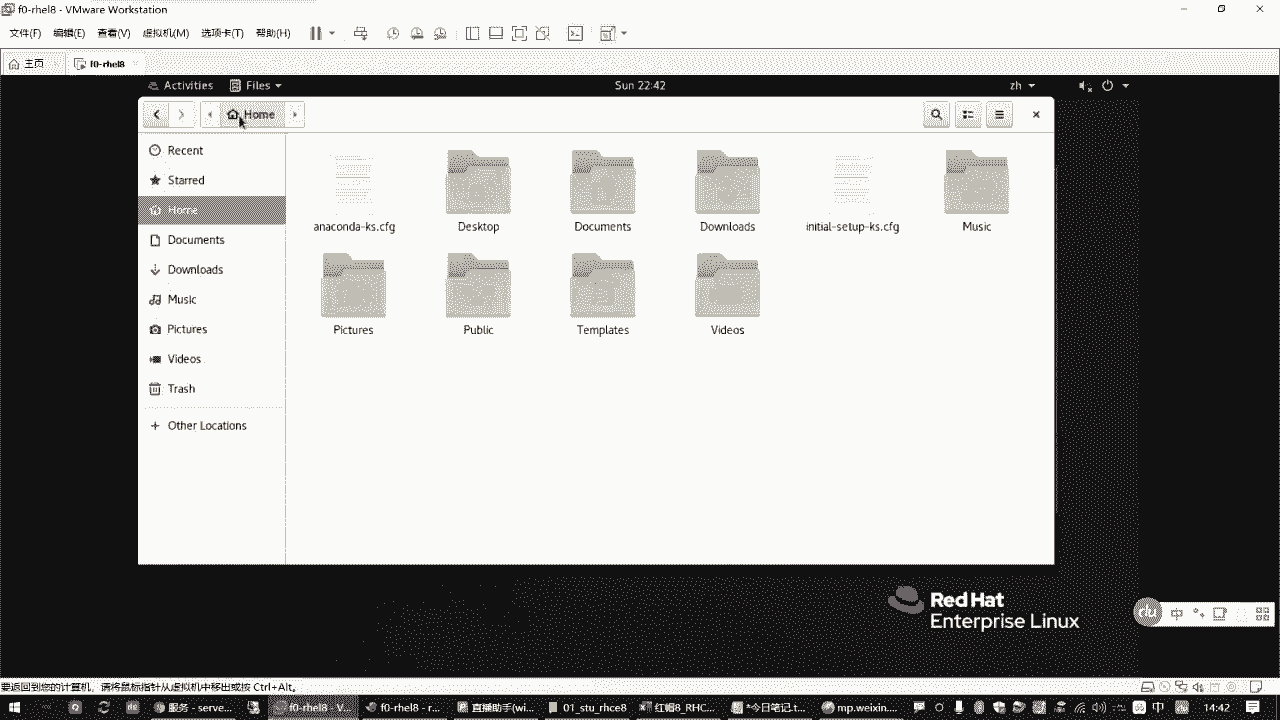 f0-rhel8 - VMware Workstation
文件(F) 编辑(E) 查看(V) 虚拟机(M) 选项卡(T) 帮助(H)
主页 f0-rhel8
Activities Files Sun 22:42 zh
Home
Recent
Starred
Home
Documents
Downloads
Music
Pictures
Videos
Trash
Other Locations
anaconda-ks.cfg Desktop Documents Downloads initial-setup-ks.cfg Music
Pictures Public Templates Videos
Red Hat
Enterprise Linux
du 中
要返回到您的计算机，请将鼠标指针从虚拟机中移出或按 Ctrl+Alt。
服务 - serve... f0-rhel8 - V... f0-rhel8 - r... 直播助手(wi... 01_stu_rhce8 红帽8_RHC... *今日笔记.t... mp.weixin.... 中 14:42